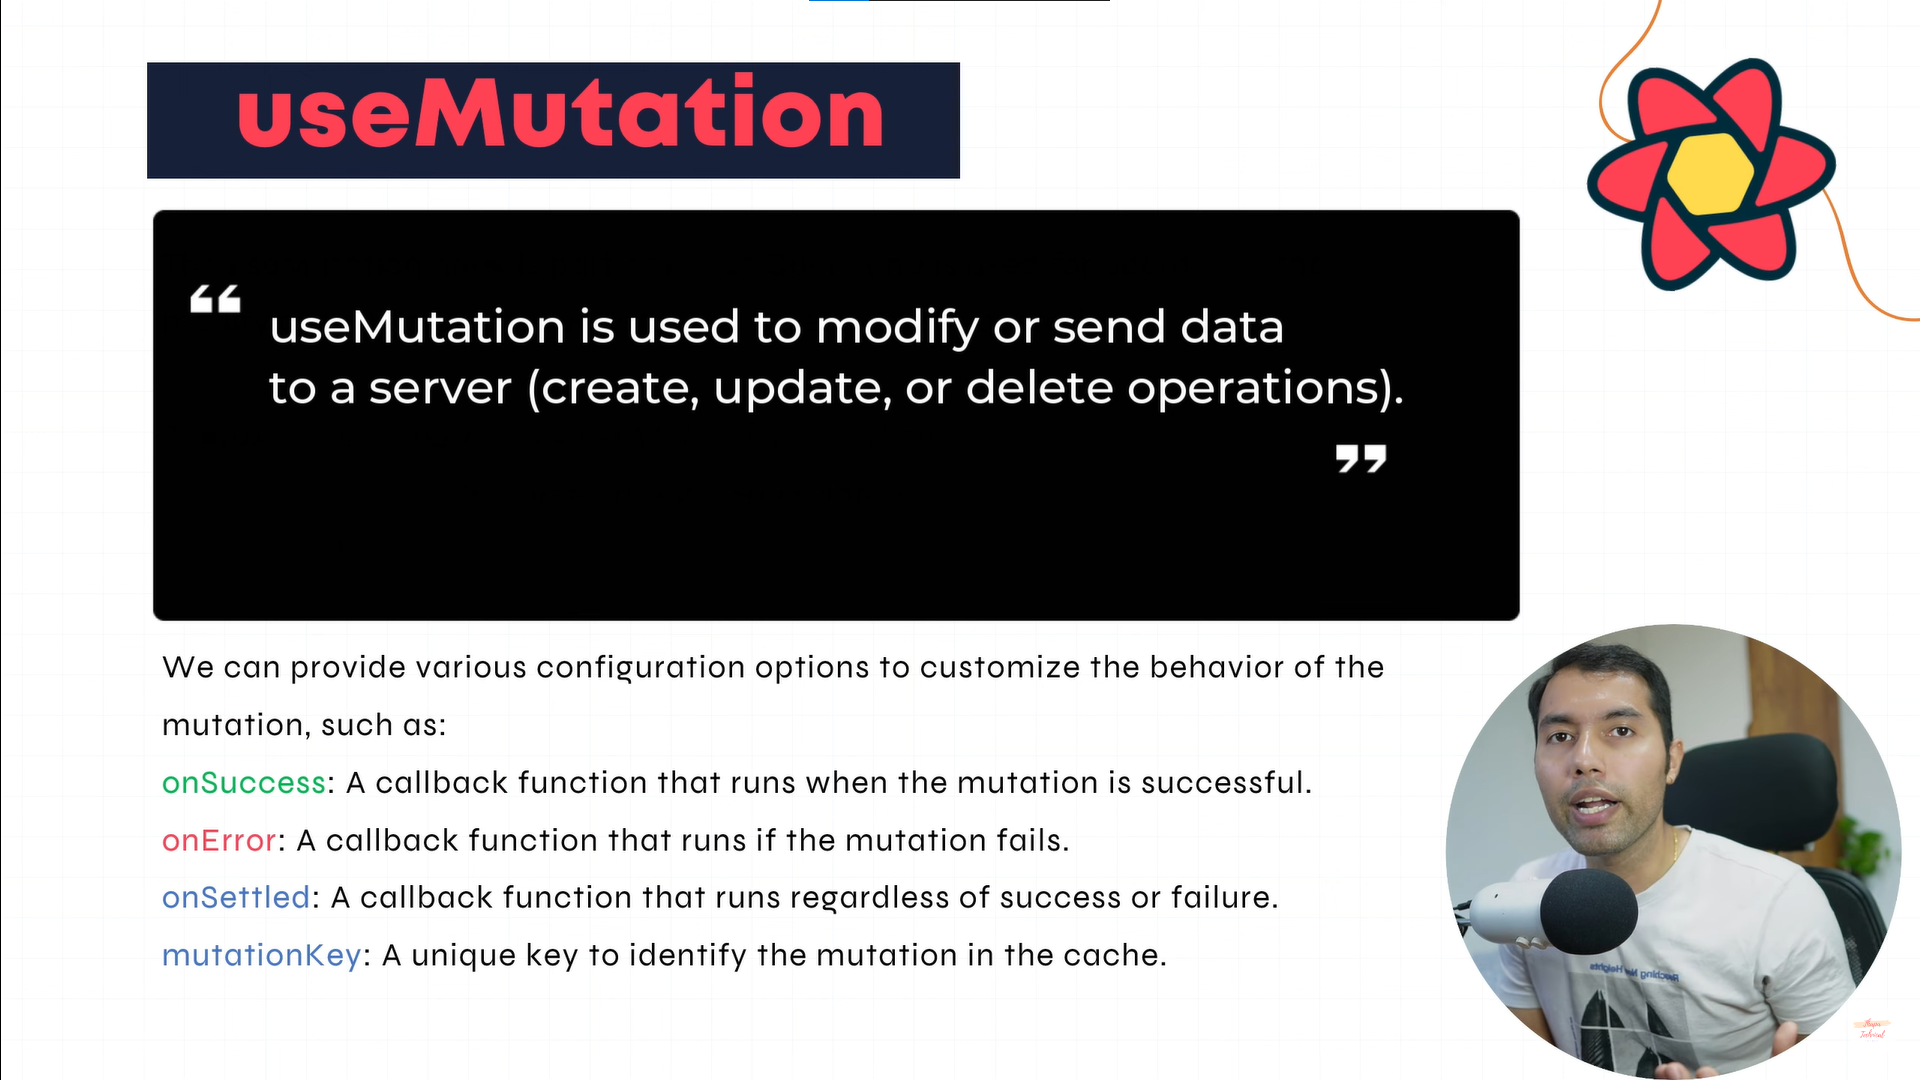 useMutation
“ useMutation is used to modify or send data
to a server (create, update, or delete operations). ”
We can provide various configuration options to customize the behavior of the
mutation, such as:
onSuccess: A callback function that runs when the mutation is successful.
onError: A callback function that runs if the mutation fails.
onSettled: A callback function that runs regardless of success or failure.
mutationKey: A unique key to identify the mutation in the cache.
Thapa
Technical